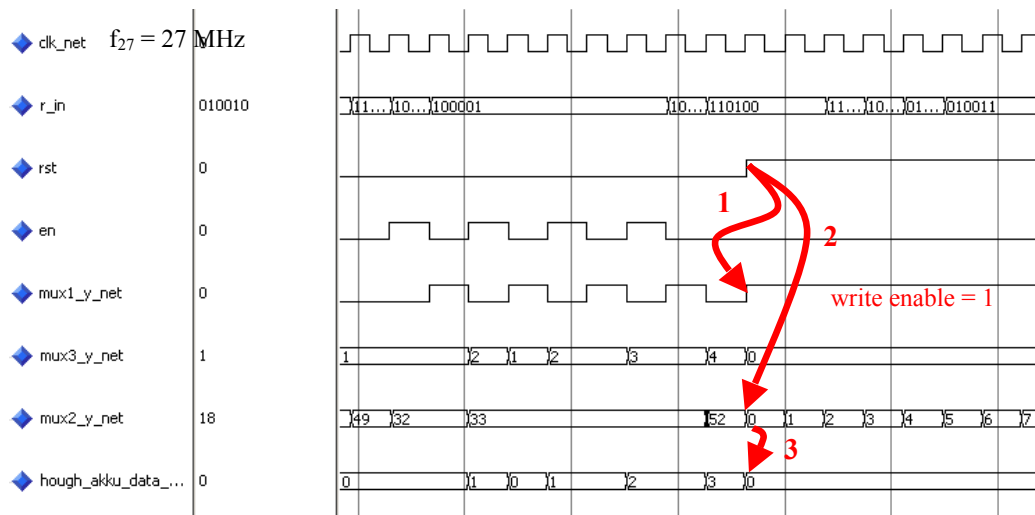 clk_net f₂₇ = 27 MHz
r_in 010010 11... 10... 100001 10... 110100 11... 10... 01... 010011
rst 0
1
en 0 2
mux1_y_net 0 write enable = 1
mux3_y_net 1 1 2 1 2 3 4 0
mux2_y_net 18 49 32 33 52 0 1 2 3 4 5 6 7
3
hough_akku_data_... 0 0 1 0 1 2 3 0